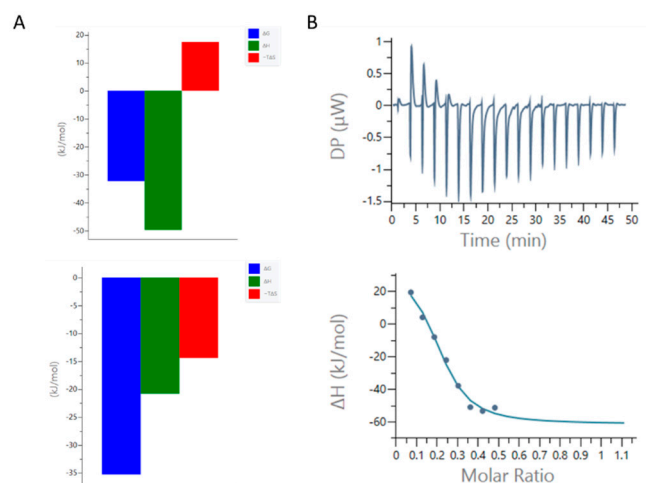 A
20
10
0
-10
-20
-30
-40
-50
(kJ/mol)
ΔG
ΔH
-TΔS
0
-5
-10
-15
-20
-25
-30
-35
(kJ/mol)
ΔG
ΔH
-TΔS
B
1
0.5
0
-0.5
-1
-1.5
DP (µW)
0 5 10 15 20 25 30 35 40 45 50
Time (min)
20
0
-20
-40
-60
ΔH (kJ/mol)
0 0.1 0.2 0.3 0.4 0.5 0.6 0.7 0.8 0.9 1 1.1
Molar Ratio